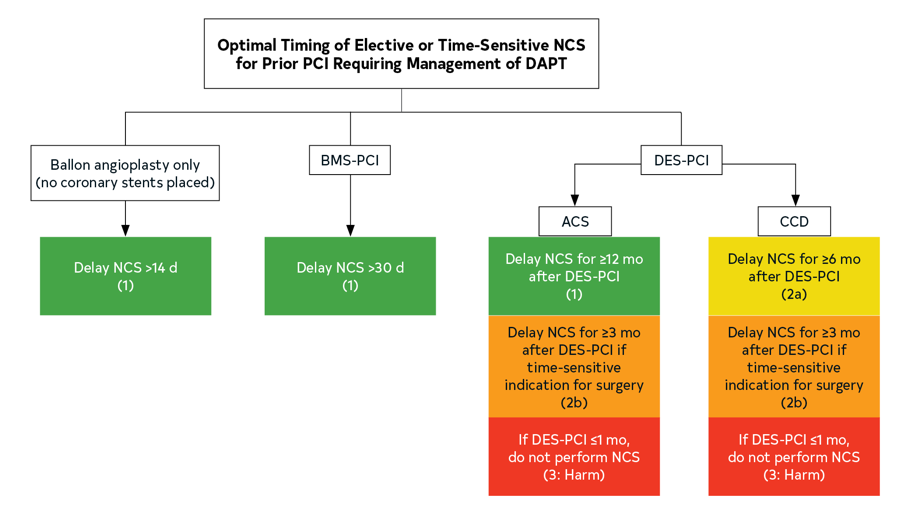 Optimal Timing of Elective or Time-Sensitive NCS
for Prior PCI Requiring Management of DAPT
Ballon angioplasty only
(no coronary stents placed)
BMS-PCI
DES-PCI
ACS
CCD
Delay NCS >14 d
(1)
Delay NCS >30 d
(1)
Delay NCS for ≥12 mo
after DES-PCI
(1)
Delay NCS for ≥6 mo
after DES-PCI
(2a)
Delay NCS for ≥3 mo
after DES-PCI if
time-sensitive
indication for surgery
(2b)
Delay NCS for ≥3 mo
after DES-PCI if
time-sensitive
indication for surgery
(2b)
If DES-PCI ≤1 mo,
do not perform NCS
(3: Harm)
If DES-PCI ≤1 mo,
do not perform NCS
(3: Harm)